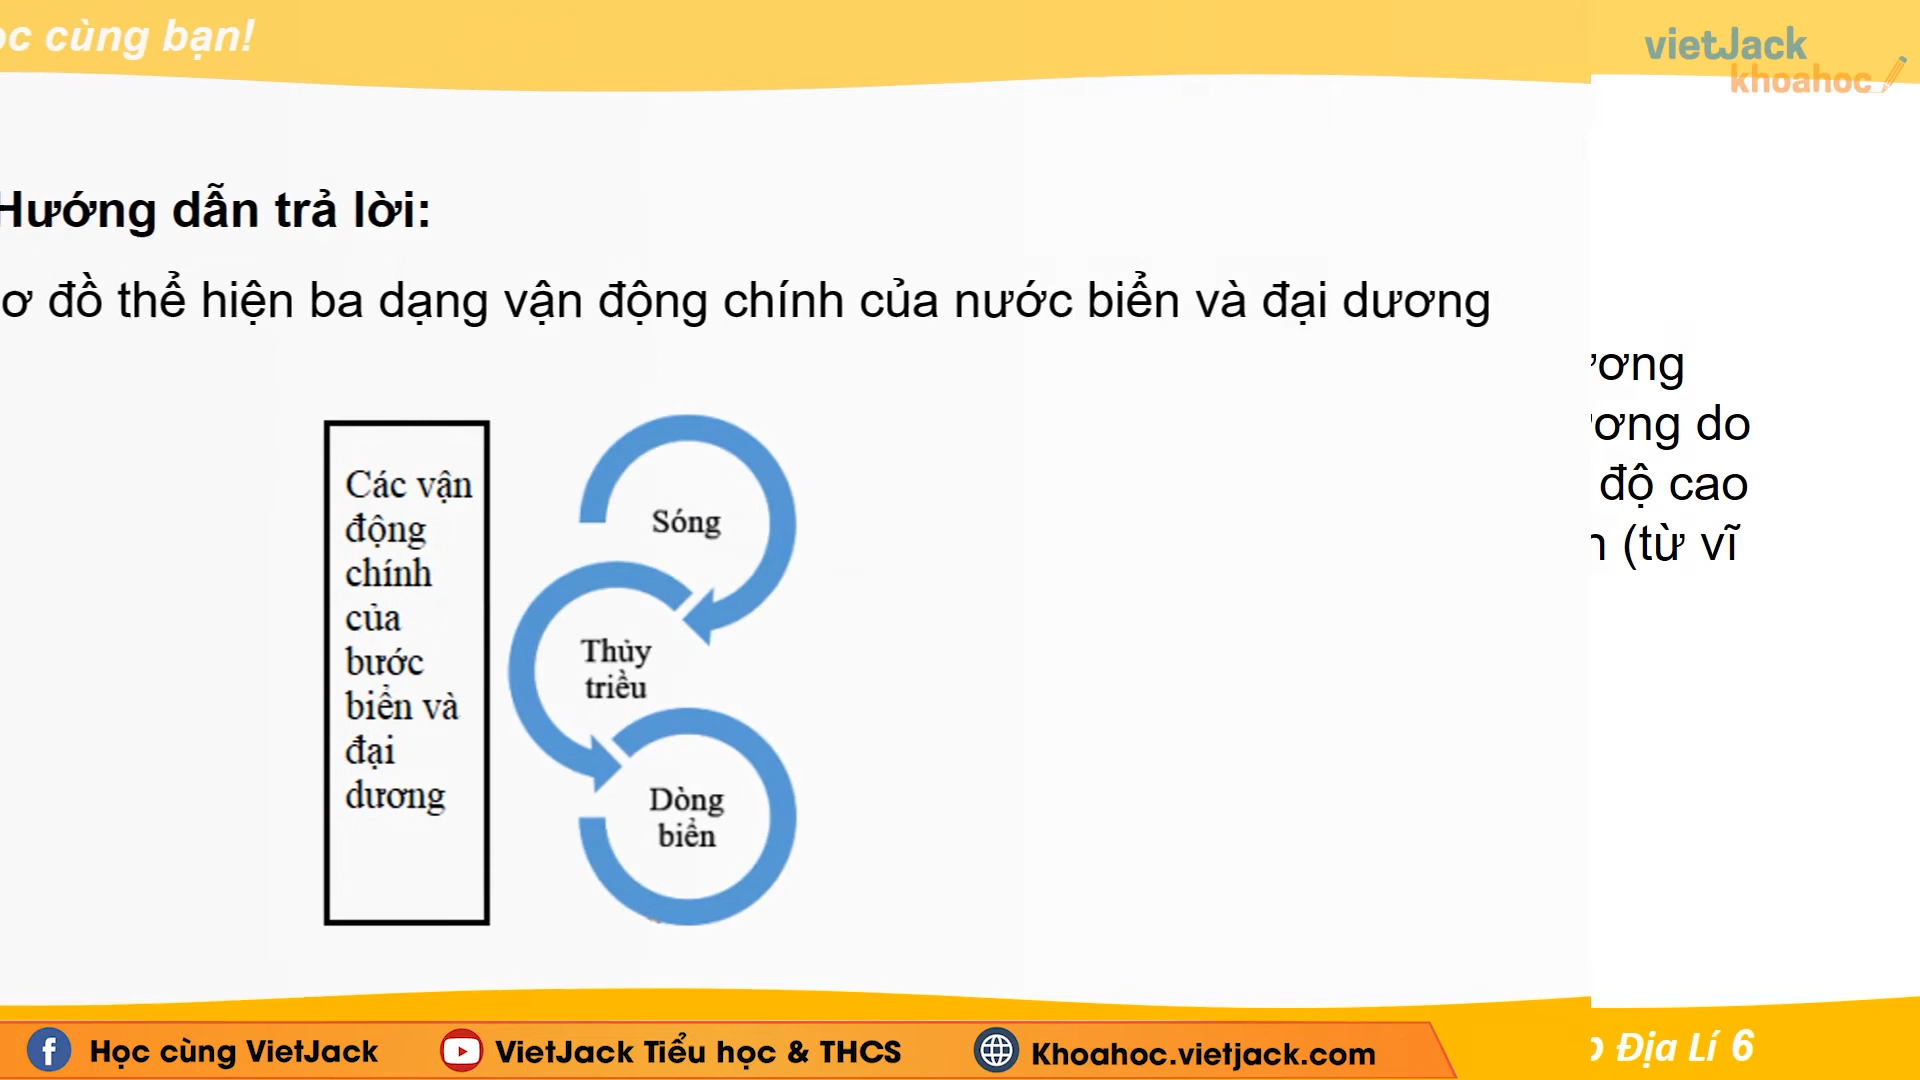 cùng bạn!
vietJack
khoahoc
Hướng dẫn trả lời:
đồ thể hiện ba dạng vận động chính của nước biển và đại dương
do
độ cao
(từ vĩ
Các vận
động
chính
của
bước
biển và
đại
dương
Sóng
Thủy
triều
Dòng
biển
Địa Lí 6
Học cùng VietJack
VietJack Tiểu học & THCS
Khoahoc.vietjack.com